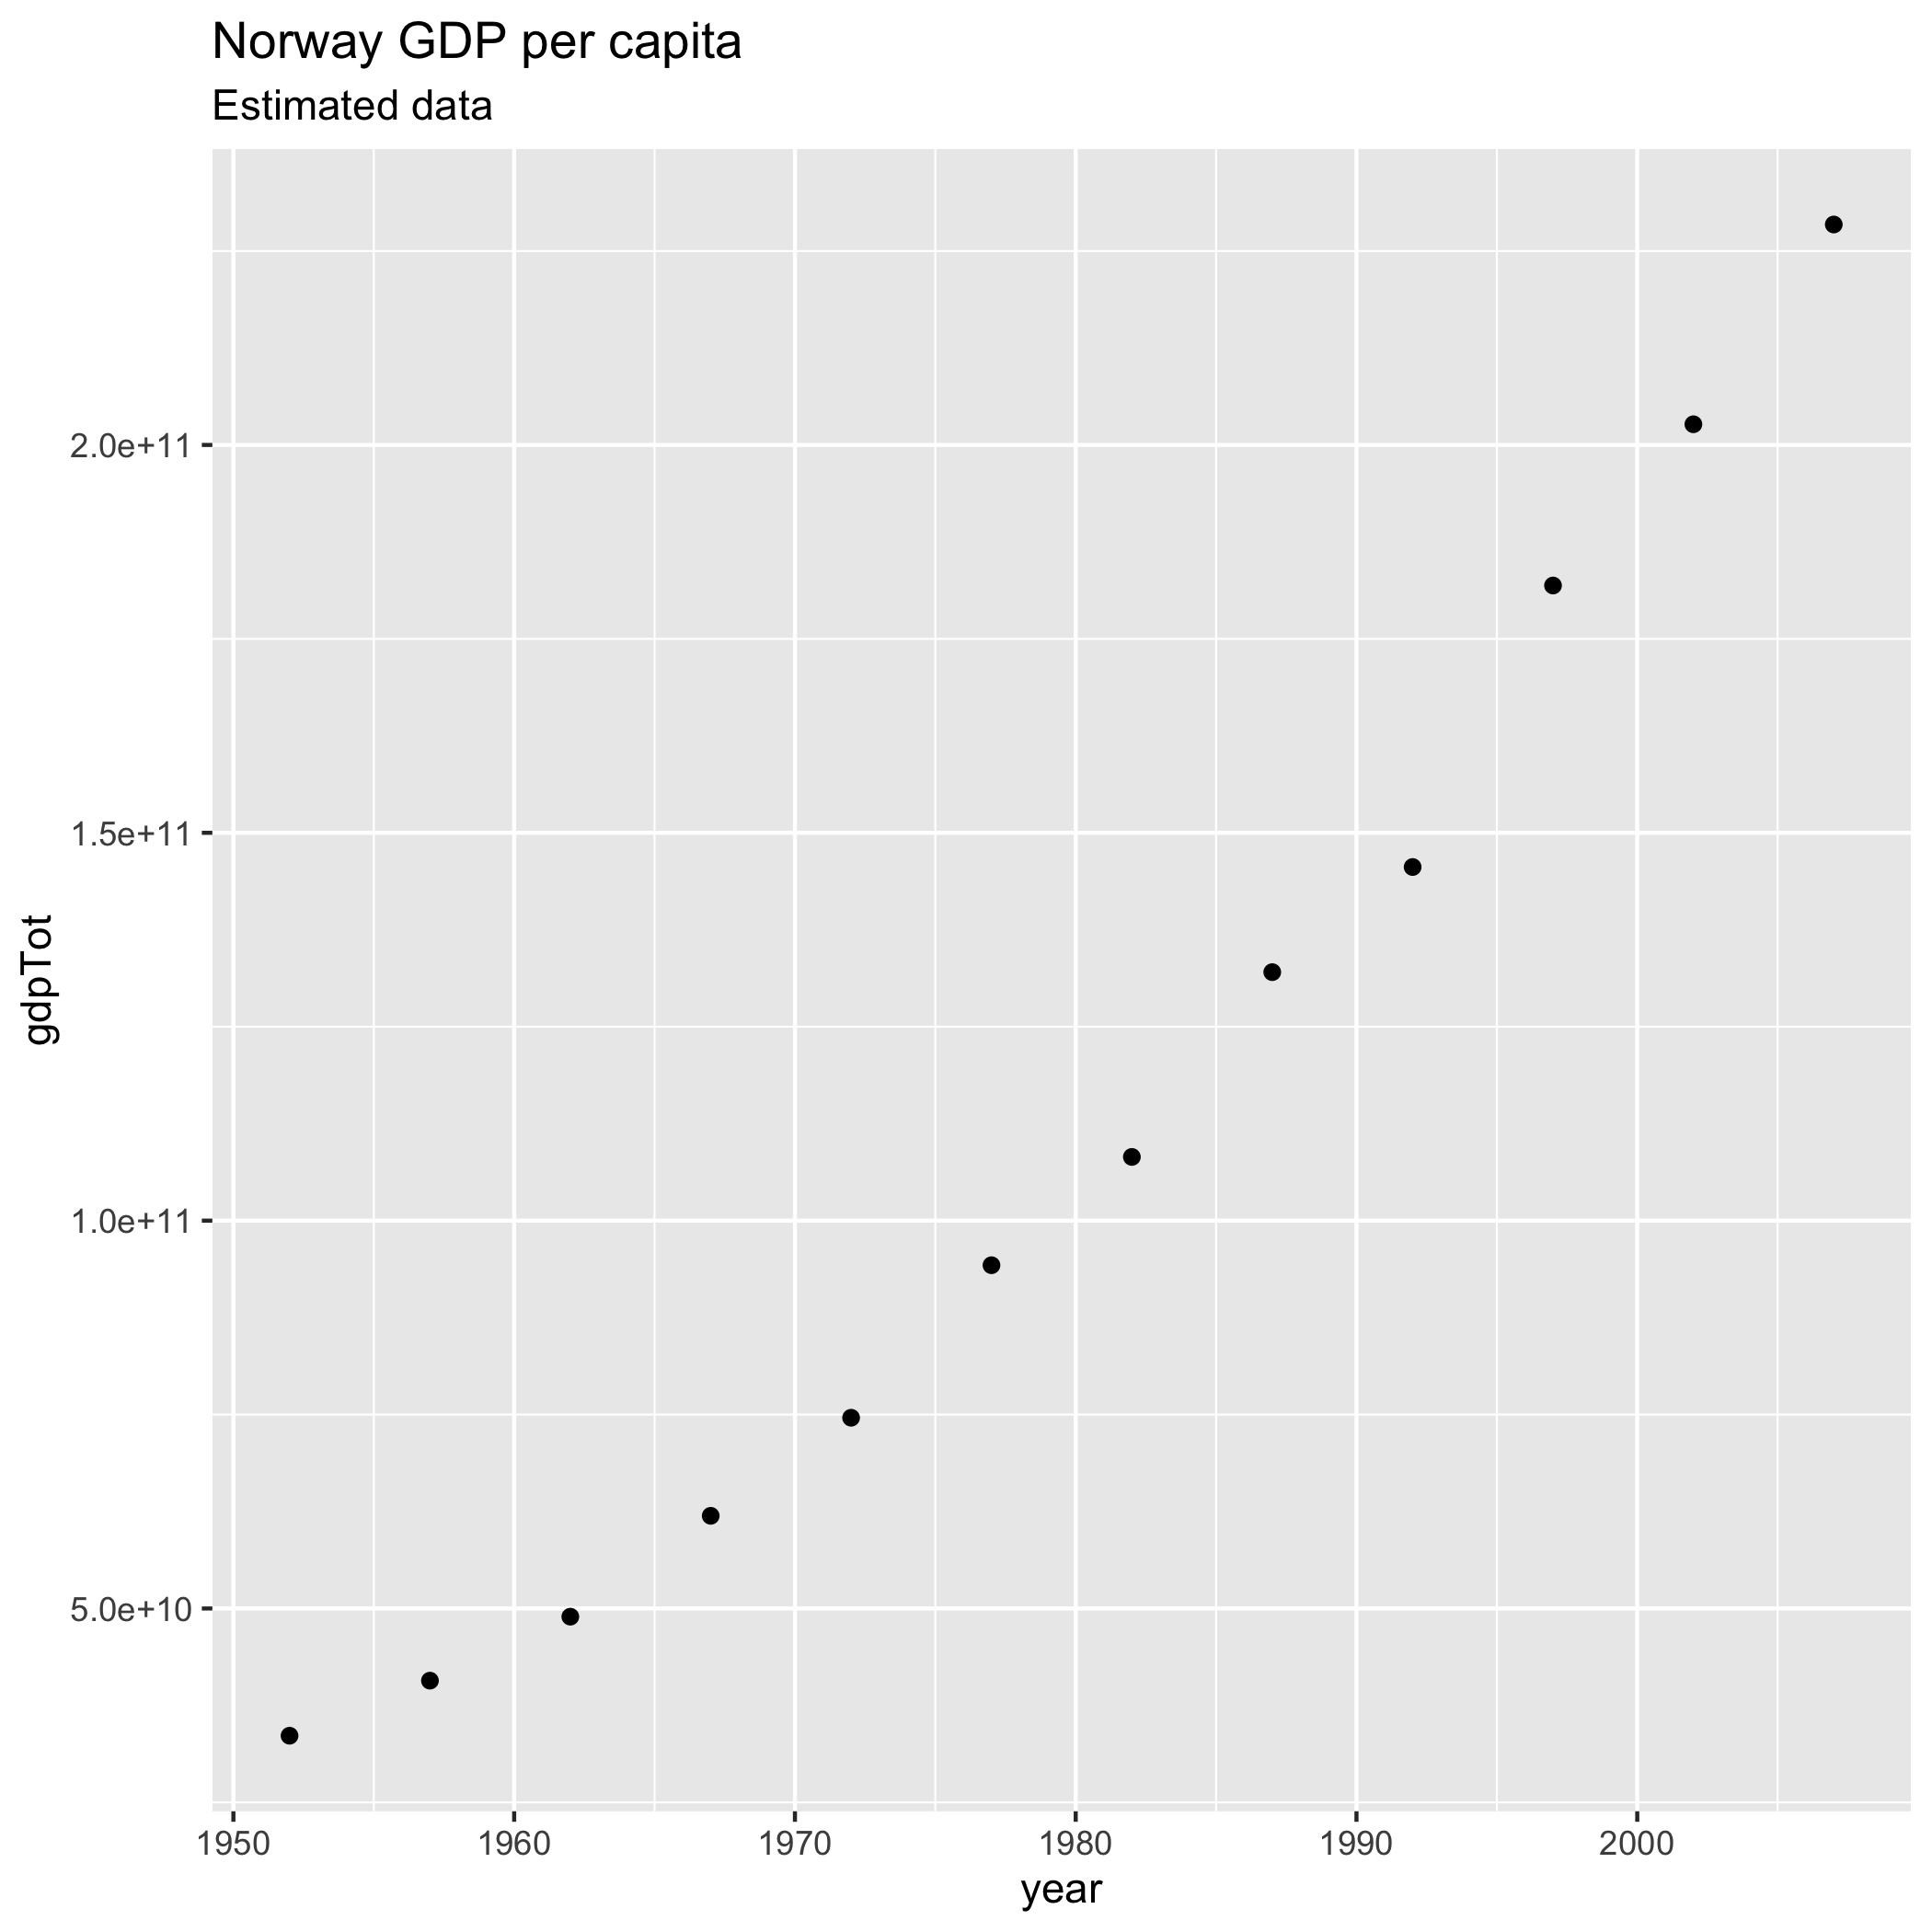 Norway GDP per capita
Estimated data
2.0e+11
1.5e+11
gdpTot
1.0e+11
5.0e+10
1950 1960 1970 1980 1990 2000
year